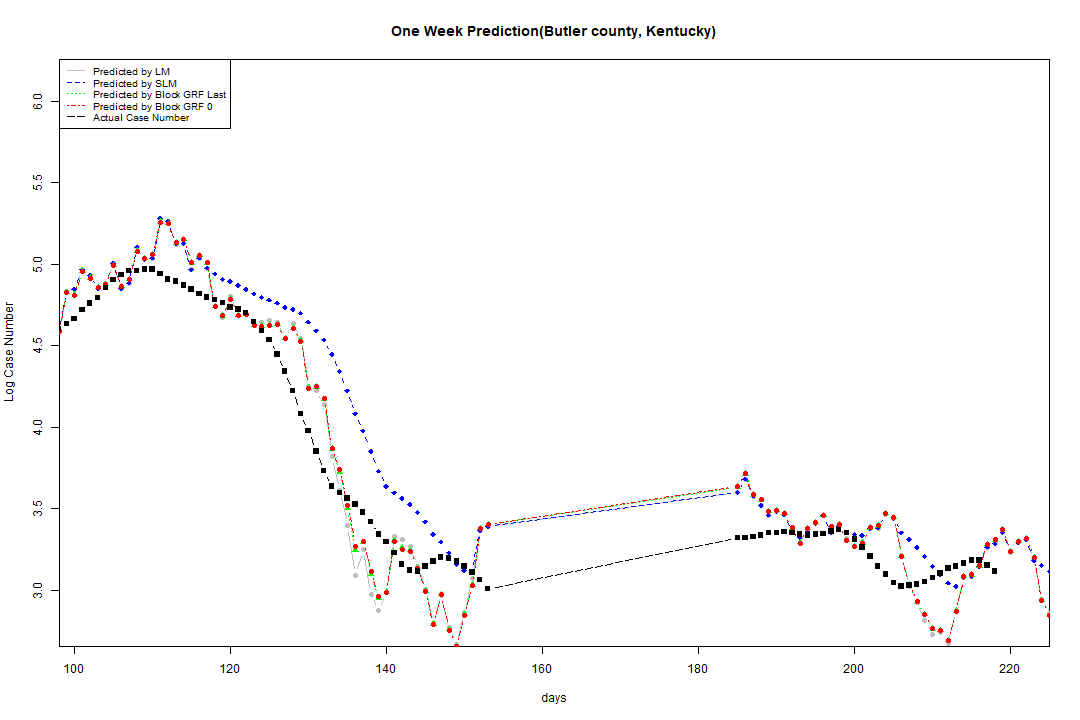 One Week Prediction(Butler county, Kentucky)
Predicted by LM
Predicted by SLM
Predicted by Block GRF Last
Predicted by Block GRF 0
Actual Case Number
Log Case Number
6.0
5.5
5.0
4.5
4.0
3.5
3.0
100 120 140 160 180 200 220
days